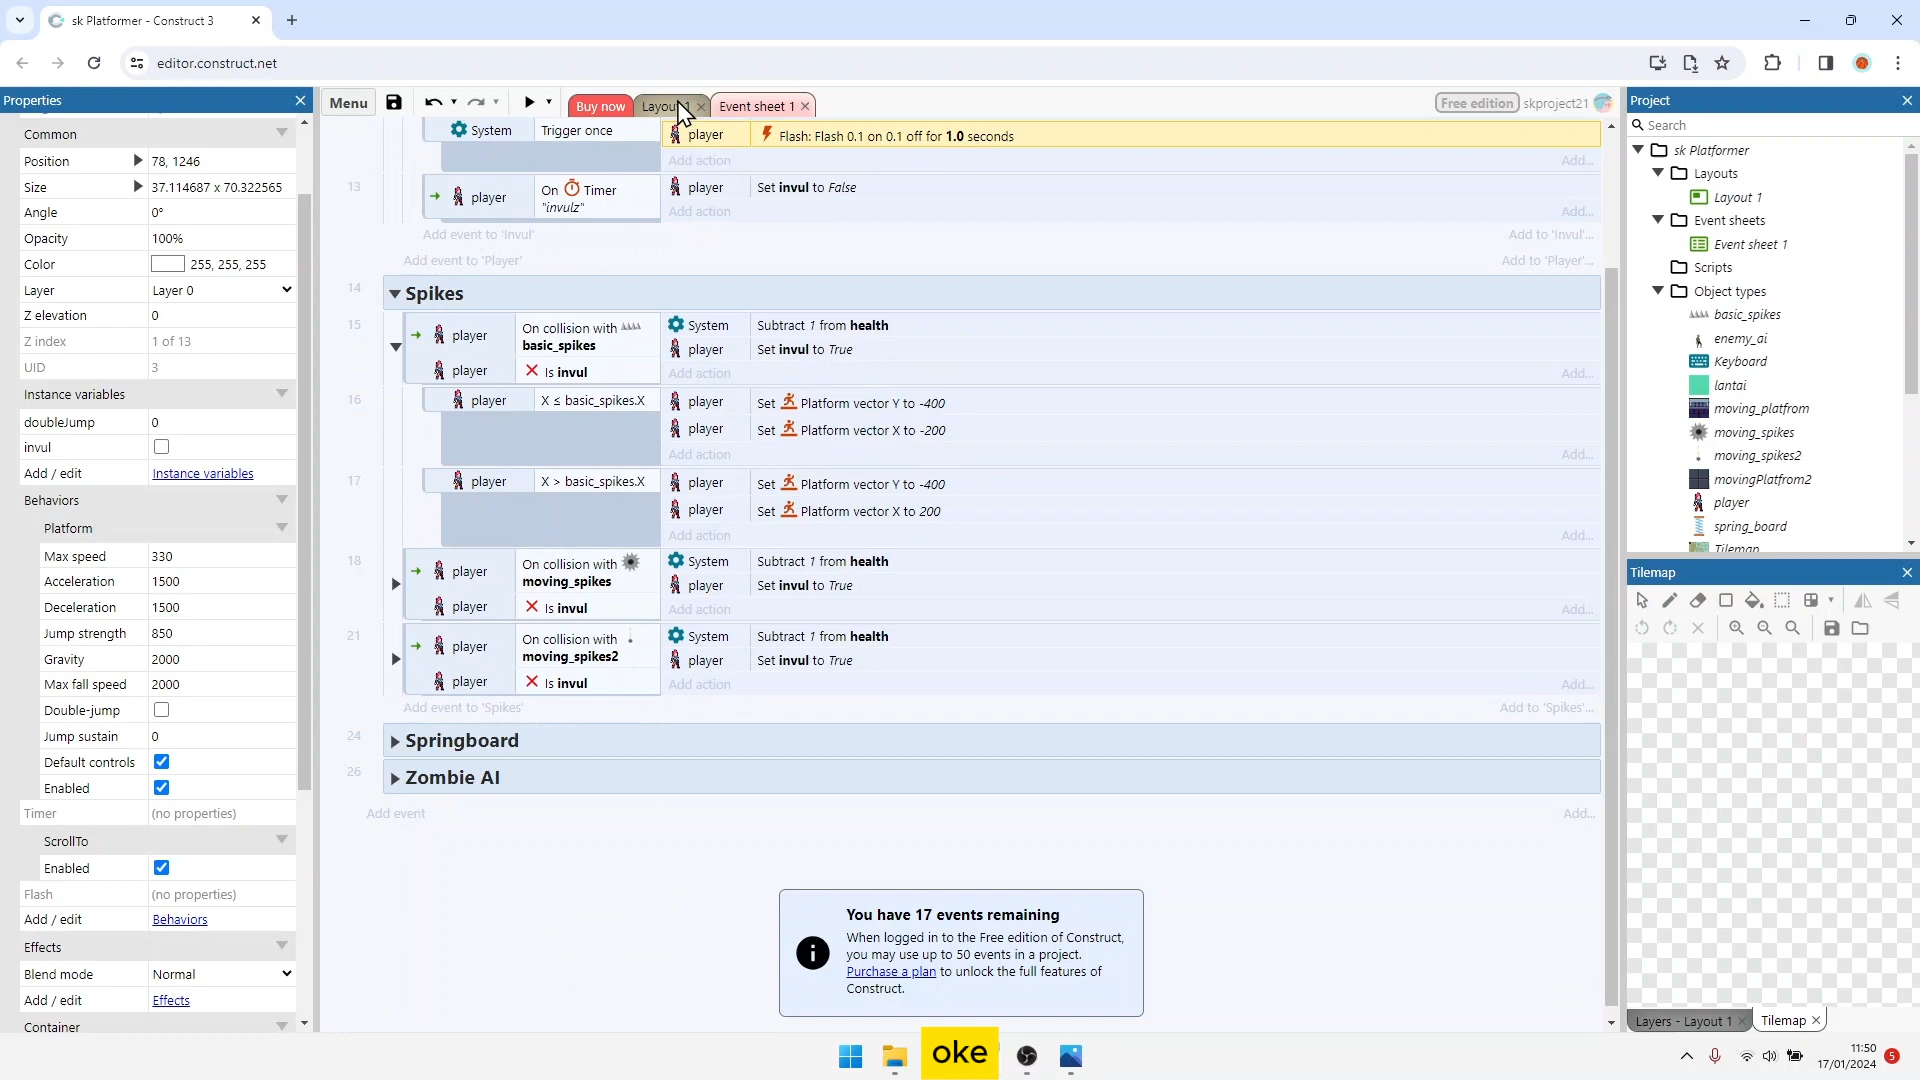 sk Platformer - Construct 3
editor.construct.net
Properties
Common
Position 78, 1246
Size 37.114687 x 70.322565
Angle 0°
Opacity 100%
Color 255, 255, 255
Layer Layer 0
Z elevation 0
Z index 1 of 13
UID 3
Instance variables
doubleJump 0
invul
Add / edit Instance variables
Behaviors
Platform
Max speed 330
Acceleration 1500
Deceleration 1500
Jump strength 850
Gravity 2000
Max fall speed 2000
Double-jump
Jump sustain 0
Default controls
Enabled
Timer (no properties)
ScrollTo
Enabled
Flash (no properties)
Add / edit Behaviors
Effects
Blend mode Normal
Add / edit Effects
Container
Menu
Buy now
Layout 1
Event sheet 1
Free edition skproject21
System Trigger once player Flash: Flash 0.1 on 0.1 off for 1.0 seconds
Add action Add...
13 player On Timer "invulz" player Set invul to False
Add action Add...
Add event to 'Invul' Add to 'Invul'...
Add event to 'Player' Add to 'Player'...
14 Spikes
15 player On collision with basic_spikes System Subtract 1 from health
player Set invul to True
player Is invul Add action Add...
16 player X ≤ basic_spikes.X player Set Platform vector Y to -400
player Set Platform vector X to -200
Add action Add...
17 player X > basic_spikes.X player Set Platform vector Y to -400
player Set Platform vector X to 200
Add action Add...
18 player On collision with moving_spikes System Subtract 1 from health
player Set invul to True
player Is invul Add action Add...
21 player On collision with moving_spikes2 System Subtract 1 from health
player Set invul to True
player Is invul Add action Add...
Add event to 'Spikes' Add to 'Spikes'...
24 Springboard
26 Zombie AI
Add event Add...
You have 17 events remaining
When logged in to the Free edition of Construct,
you may use up to 50 events in a project.
Purchase a plan to unlock the full features of
Construct.
Project
Search
sk Platformer
Layouts
Layout 1
Event sheets
Event sheet 1
Scripts
Object types
basic_spikes
enemy_ai
Keyboard
lantai
moving_platfrom
moving_spikes
moving_spikes2
movingPlatfrom2
player
spring_board
Tilemap
Tilemap
Layers - Layout 1
Tilemap
oke
11:50
17/01/2024
5